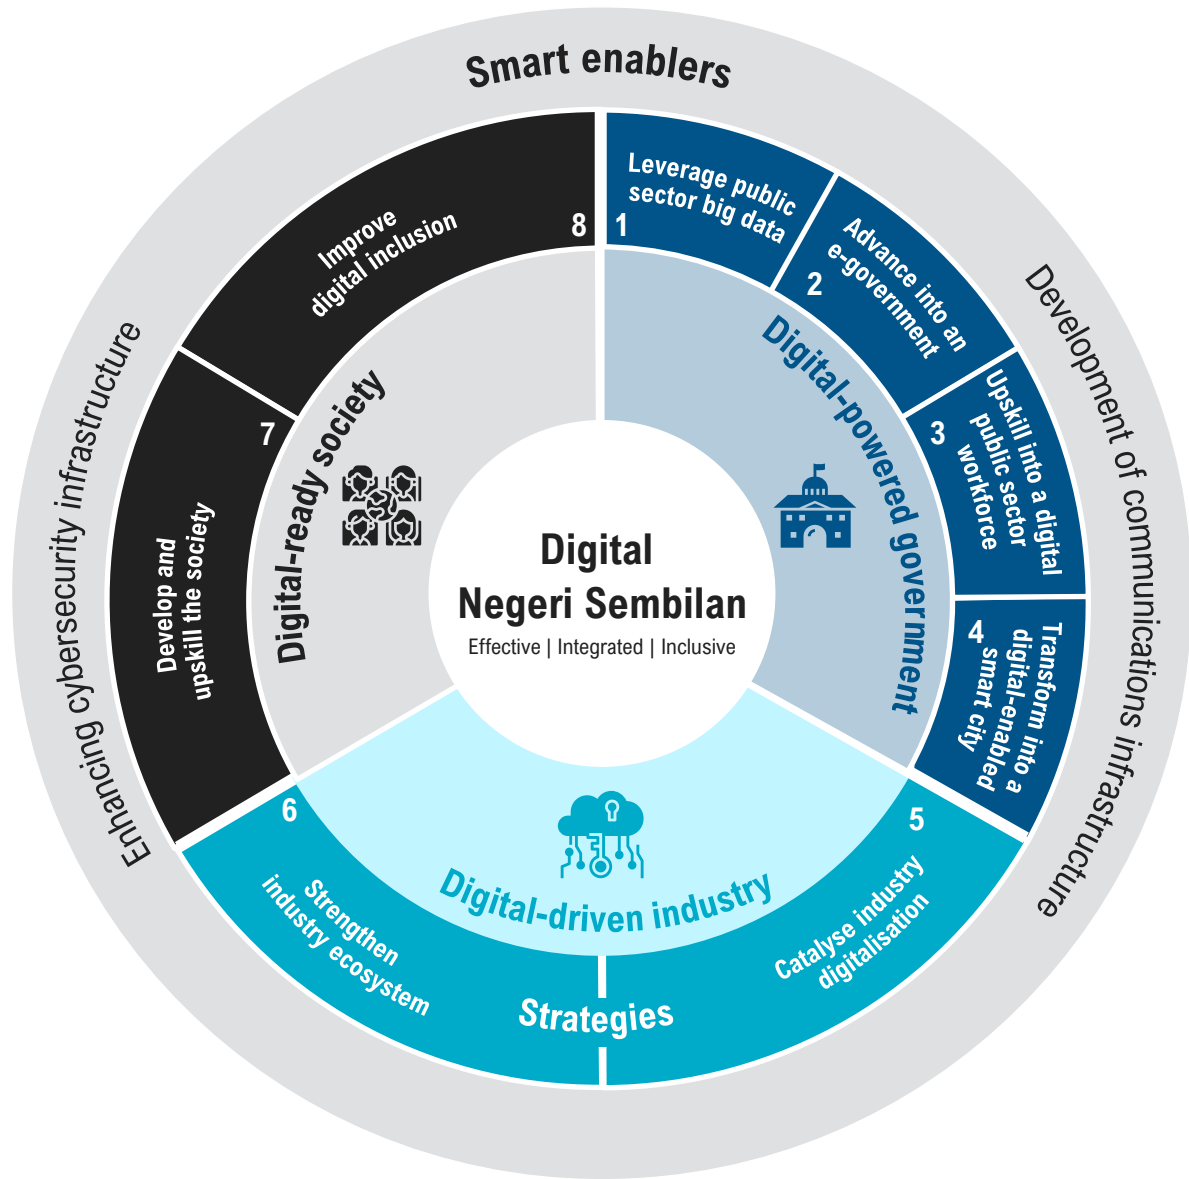 Smart enablers
Development of communications infrastructure
Enhancing cybersecurity infrastructure
1
Leverage public
sector big data
2
Advance into an
e-government
3
Upskill into a digital
public sector
workforce
4
Transform into a
digital-enabled
smart city
5
Catalyse industry
digitalisation
6
Strengthen
industry ecosystem
Strategies
7
Develop and
upskill the society
8
Improve
digital inclusion
Digital-powered government
Digital-driven industry
Digital-ready society
Digital
Negeri Sembilan
Effective | Integrated | Inclusive